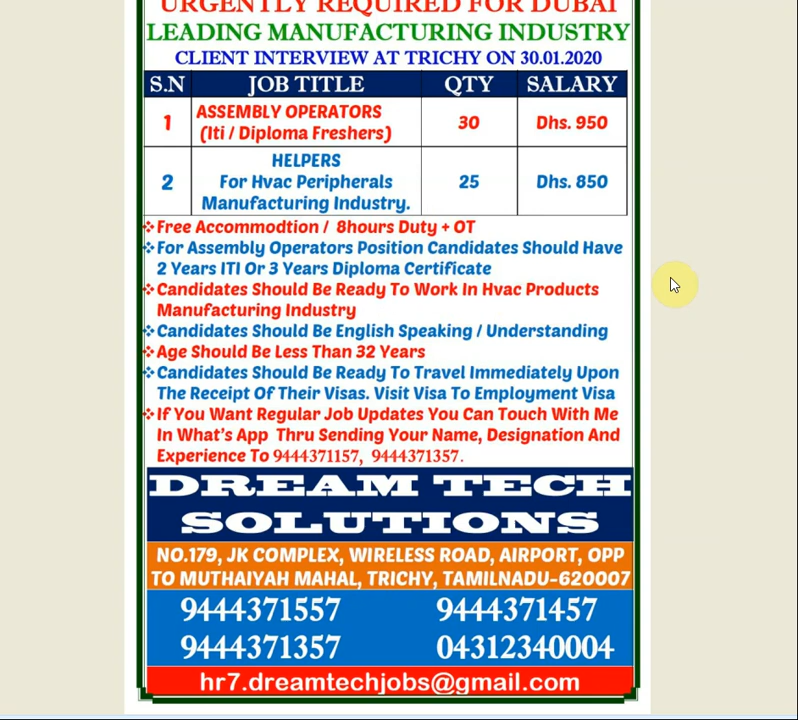 URGENTLY REQUIRED FOR DUBAI
LEADING MANUFACTURING INDUSTRY
CLIENT INTERVIEW AT TRICHY ON 30.01.2020
S.N JOB TITLE QTY SALARY
1 ASSEMBLY OPERATORS (Iti / Diploma Freshers) 30 Dhs. 950
2 HELPERS For Hvac Peripherals Manufacturing Industry. 25 Dhs. 850
Free Accommodtion / 8hours Duty + OT
For Assembly Operators Position Candidates Should Have
2 Years ITI Or 3 Years Diploma Certificate
Candidates Should Be Ready To Work In Hvac Products
Manufacturing Industry
Candidates Should Be English Speaking / Understanding
Age Should Be Less Than 32 Years
Candidates Should Be Ready To Travel Immediately Upon
The Receipt Of Their Visas. Visit Visa To Employment Visa
If You Want Regular Job Updates You Can Touch With Me
In What's App Thru Sending Your Name, Designation And
Experience To 9444371157, 9444371357.
DREAM TECH
SOLUTIONS
NO.179, JK COMPLEX, WIRELESS ROAD, AIRPORT, OPP
TO MUTHAIYAH MAHAL, TRICHY, TAMILNADU-620007
9444371557 9444371457
9444371357 04312340004
hr7.dreamtechjobs@gmail.com